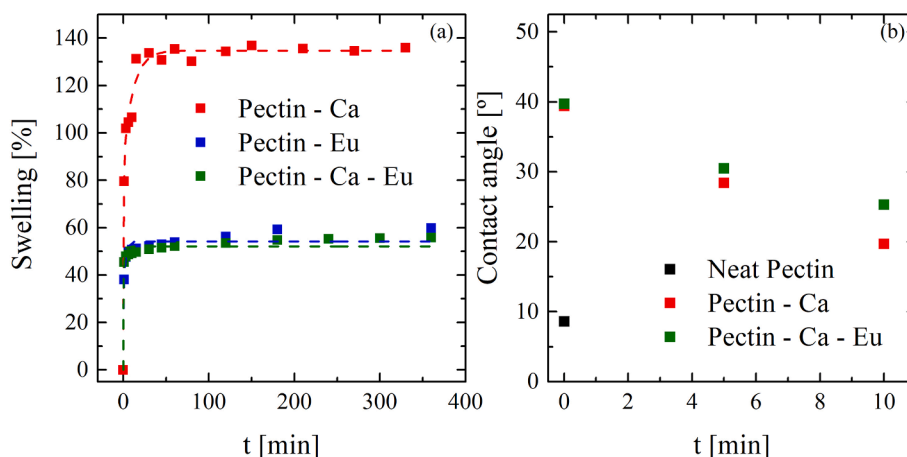 (a)
140
120
100
80
60
40
20
0
Swelling [%]
Pectin - Ca
Pectin - Eu
Pectin - Ca - Eu
0 100 200 300 400
t [min]
(b)
50
40
30
20
10
0
Contact angle [º]
Neat Pectin
Pectin - Ca
Pectin - Ca - Eu
0 2 4 6 8 10
t [min]